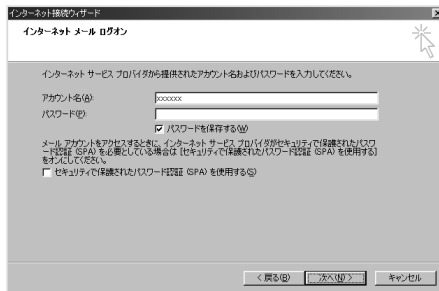 インターネット接続ウィザード
インターネット メール ログオン
インターネット サービス プロバイダから提供されたアカウント名およびパスワードを入力してください。
アカウント名(A): xxxxxx
パスワード(P):
パスワードを保存する(W)
メール アカウントをアクセスするときに、インターネット サービス プロバイダがセキュリティで保護されたパスワ
ード認証 (SPA) を必要としている場合は [セキュリティで保護されたパスワード認証 (SPA) を使用する]
をオンにしてください。
セキュリティで保護されたパスワード認証 (SPA) を使用する(S)
< 戻る(B) 次へ(N) > キャンセル